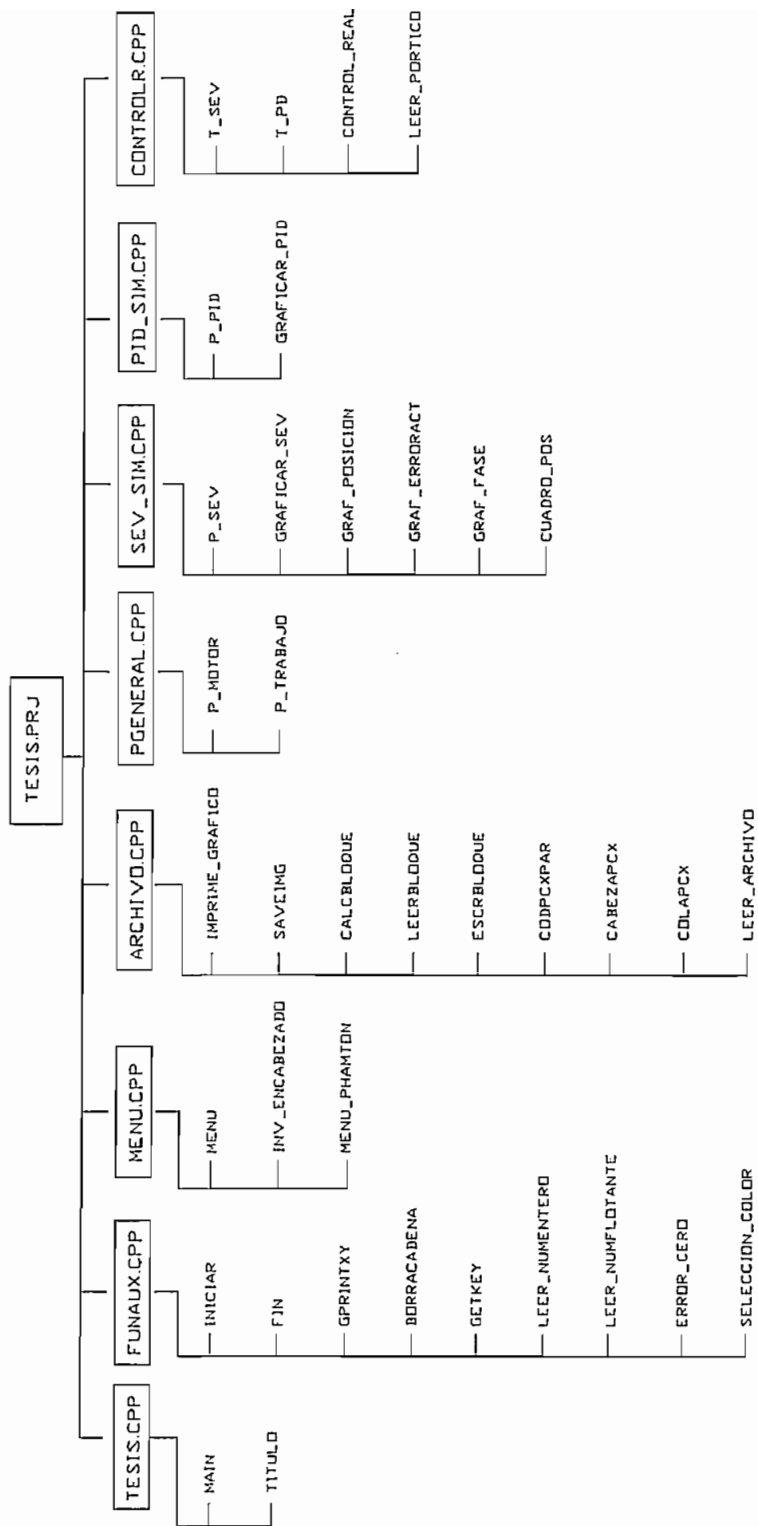 TESIS.PRJ
TESIS.CPP
MAIN
TITULO
FUNAUX.CPP
INICIAR
FIN
GPRINTXY
BORRACADENA
GETKEY
LEER_NUMENTERO
LEER_NUMFLOTANTE
ERROR_CERO
SELECCION_COLOR
MENU.CPP
MENU
INV_ENCABEZADO
MENU_PHAMTON
ARCHIVO.CPP
IMPRIME_GRAFICO
SAVEIMG
CALCBLOQUE
LEERBLOQUE
ESCRBLOQUE
CODPCXPAR
CABEZAPCX
COLAPCX
LEER_ARCHIVO
PGENERAL.CPP
P_MOTOR
P_TRABAJO
SEV_SIM.CPP
P_SEV
GRAFICAR_SEV
GRAF_POSICION
GRAF_ERRORACT
GRAF_FASE
CUADRO_POS
PID_SIM.CPP
P_PID
GRAFICAR_PID
CONTROLR.CPP
T_SEV
T_PD
CONTROL_REAL
LEER_PORTICO